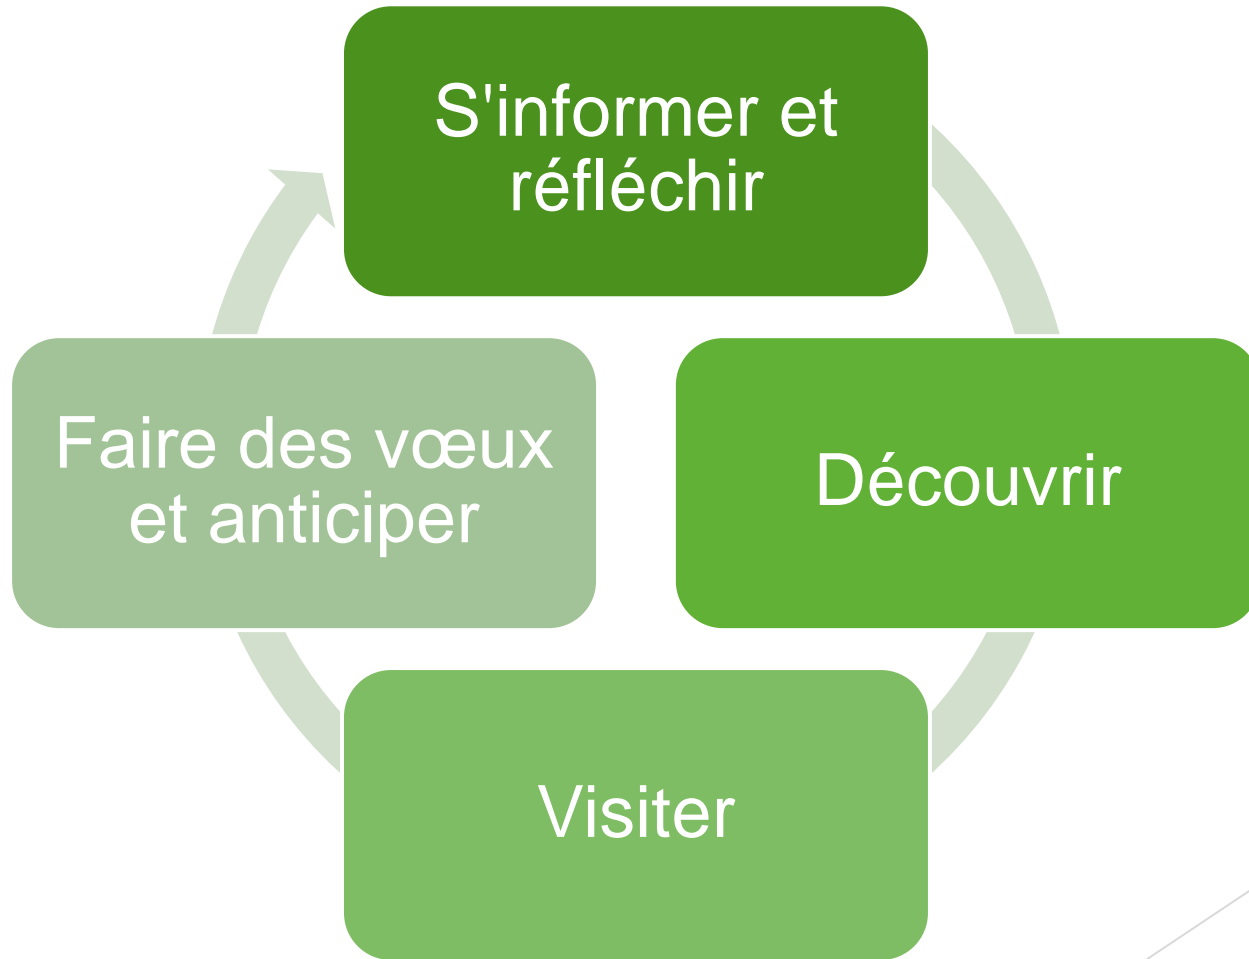 S'informer et
réfléchir
Découvrir
Visiter
Faire des vœux
et anticiper